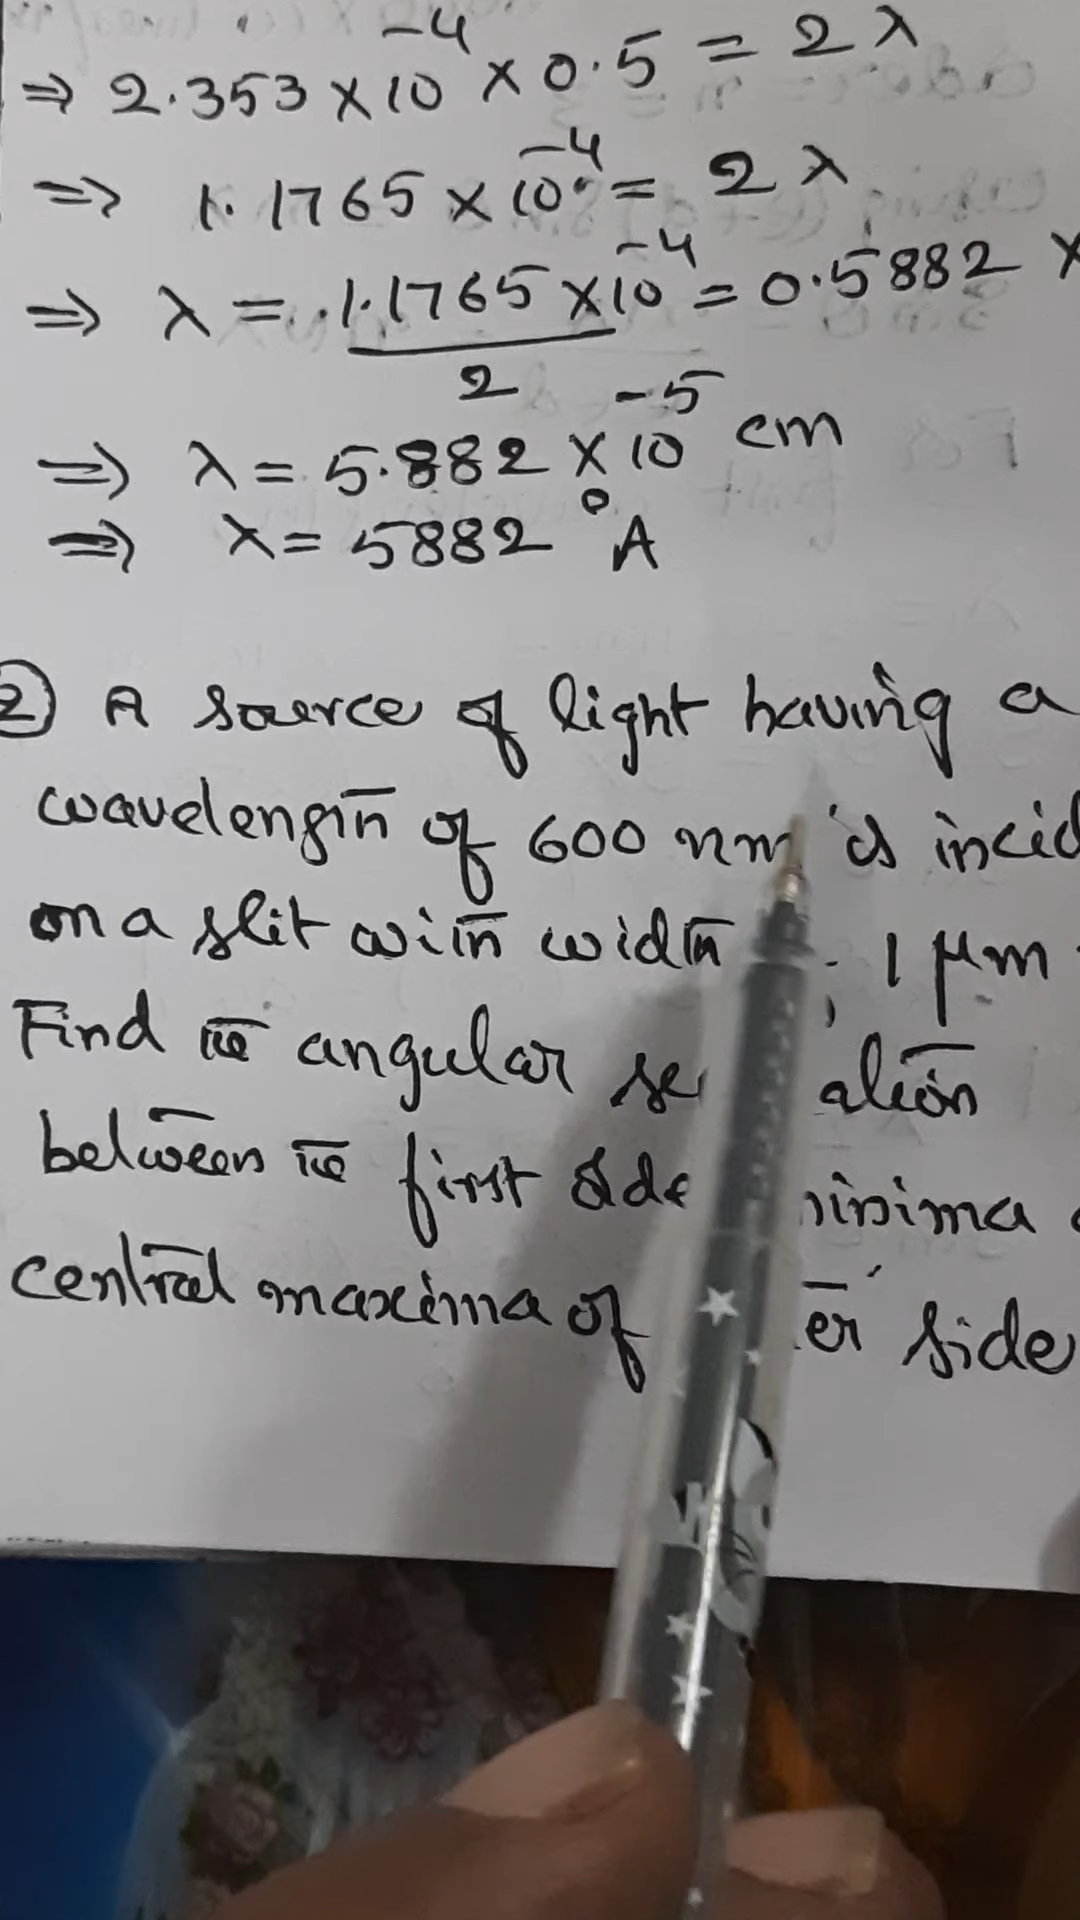 ⇒ 2.353 × 10⁻⁴ × 0.5 = 2λ
⇒ 1.1765 × 10⁻⁴ = 2λ
⇒ λ = 1.1765 × 10⁻⁴ / 2 = 0.5882 ×
⇒ λ = 5.882 × 10⁻⁵ cm
⇒ λ = 5882 °A
2) A source of light having a
wavelength of 600 nm is
on a slit with width 1 μm
Find the angular
between the first side
central maxima of side